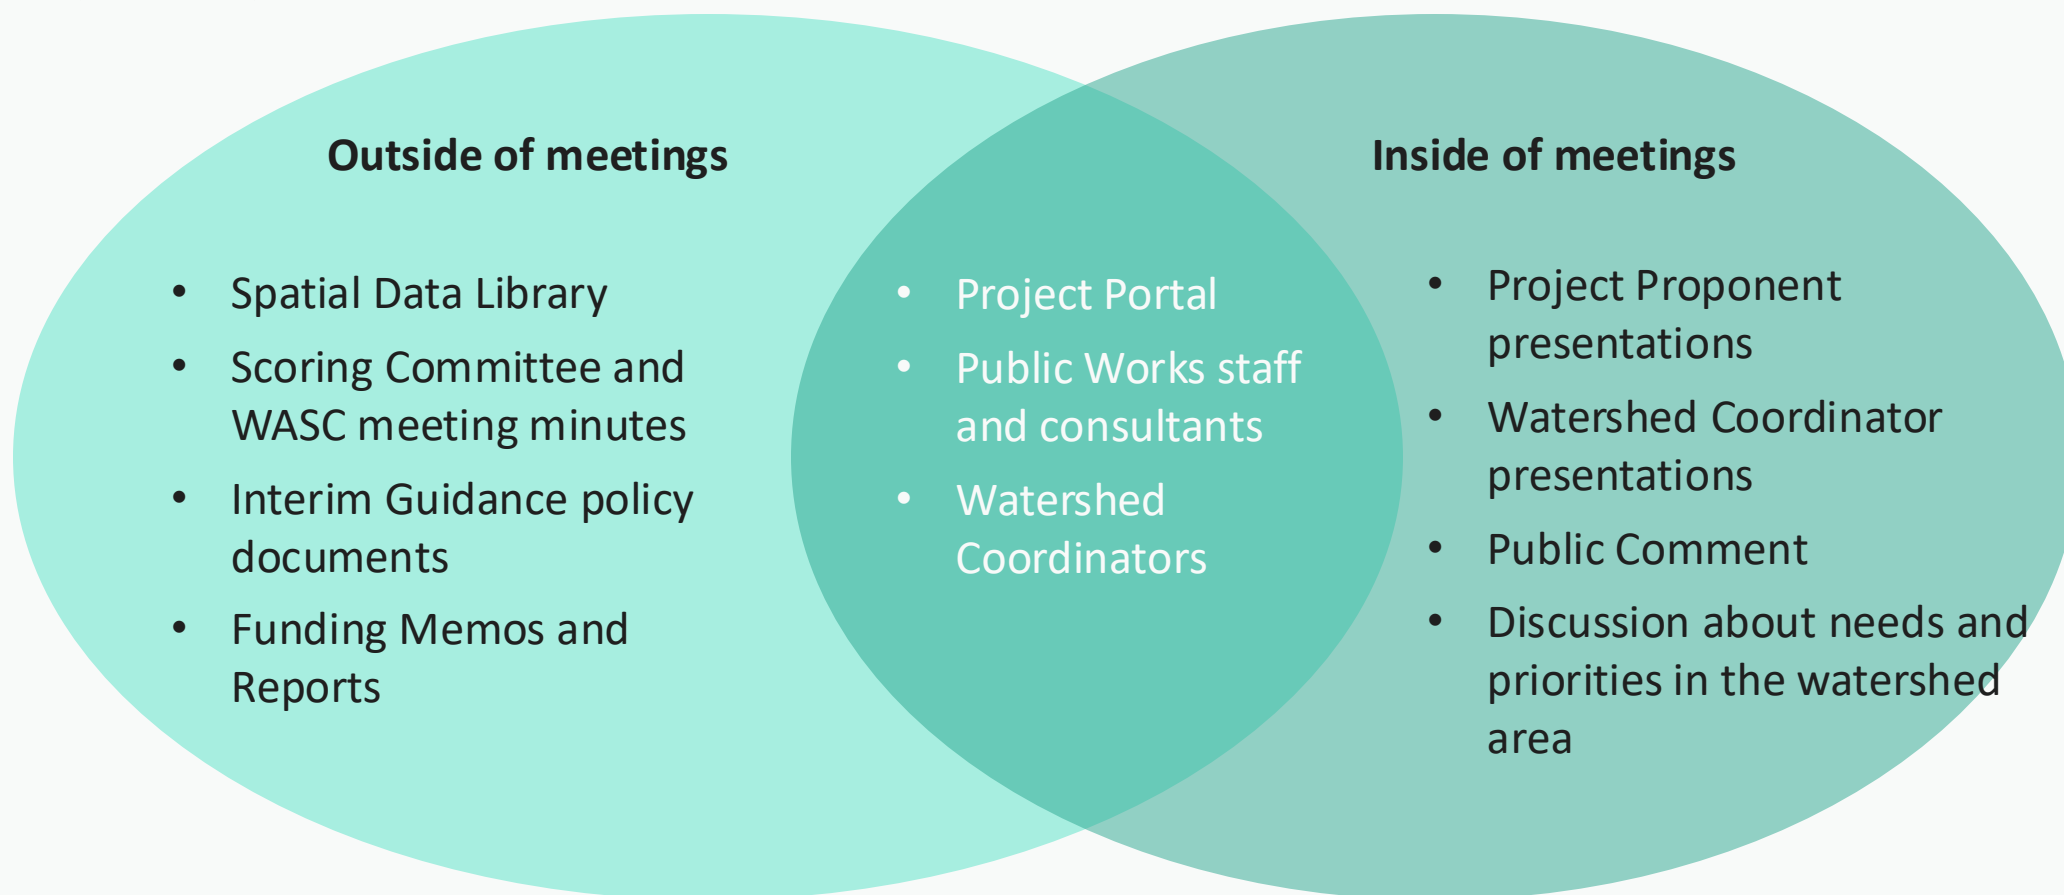 Outside of meetings
• Spatial Data Library
• Scoring Committee and
WASC meeting minutes
• Interim Guidance policy
documents
• Funding Memos and
Reports
• Project Portal
• Public Works staff
and consultants
• Watershed
Coordinators
Inside of meetings
• Project Proponent
presentations
• Watershed Coordinator
presentations
• Public Comment
• Discussion about needs and
priorities in the watershed
area